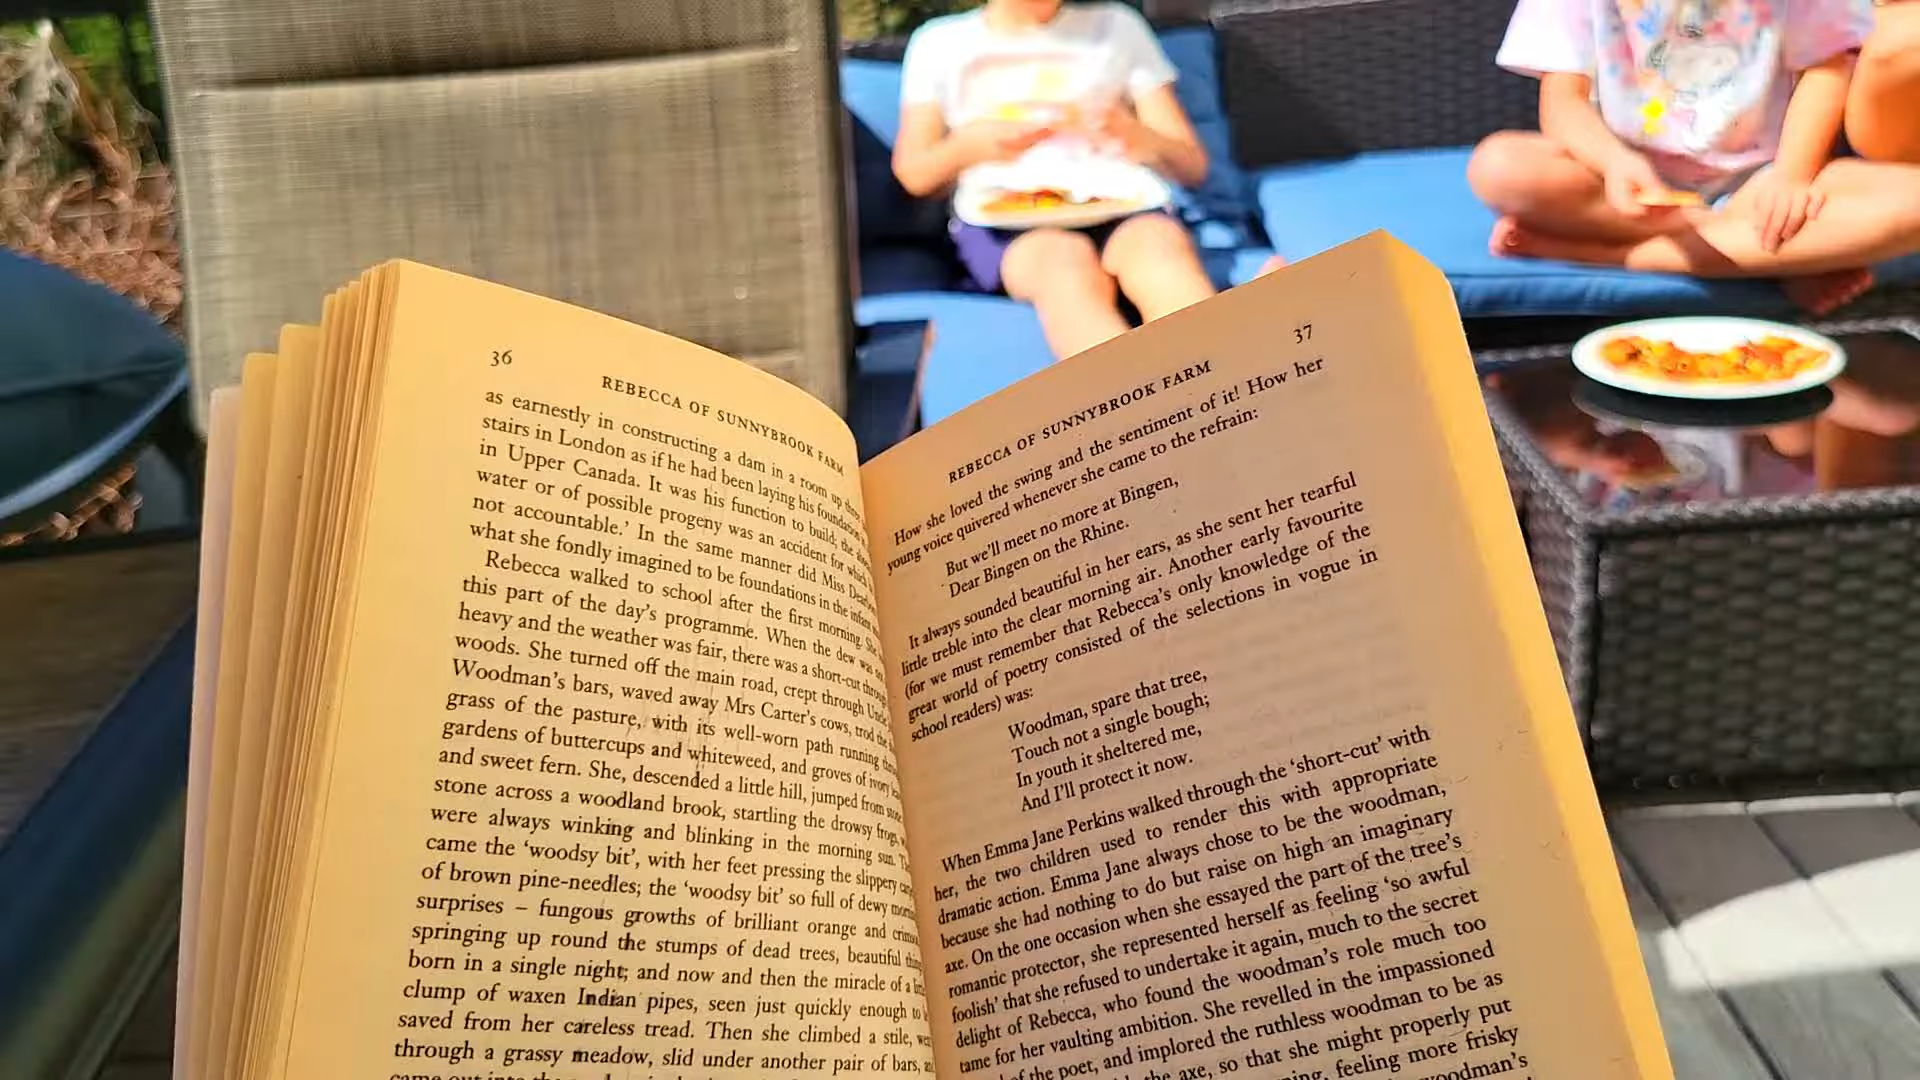 36
REBECCA OF SUNNYBROOK FARM
as earnestly in constructing a dam in a room up three
stairs in London as if he had been laying his foundation
in Upper Canada. It was his function to build; the
water or of possible progeny was an accident for which
not accountable.' In the same manner did Miss
what she fondly imagined to be foundations in the infant
Rebecca walked to school after the first morning. She
this part of the day's programme. When the dew was
heavy and the weather was fair, there was a short-cut through
woods. She turned off the main road, crept through
Woodman's bars, waved away Mrs Carter's cows, trod the
grass of the pasture, with its well-worn path running
gardens of buttercups and whiteweed, and groves of ivory
and sweet fern. She, descended a little hill, jumped from stone
stone across a woodland brook, startling the drowsy frogs,
were always winking and blinking in the morning sun.
came the 'woodsy bit', with her feet pressing the slippery
of brown pine-needles; the 'woodsy bit' so full of dewy
surprises – fungous growths of brilliant orange and
springing up round the stumps of dead trees, beautiful
born in a single night; and now and then the miracle of a
clump of waxen Indian pipes, seen just quickly enough to
saved from her careless tread. Then she climbed a stile,
through a grassy meadow, slid under another pair of bars,
came out into the
37
REBECCA OF SUNNYBROOK FARM
How she loved the swing and the sentiment of it! How her
young voice quivered whenever she came to the refrain:
But we'll meet no more at Bingen,
Dear Bingen on the Rhine.
It always sounded beautiful in her ears, as she sent her tearful
little treble into the clear morning air. Another early favourite
(for we must remember that Rebecca's only knowledge of the
great world of poetry consisted of the selections in vogue in
school readers) was:
Woodman, spare that tree,
Touch not a single bough;
In youth it sheltered me,
And I'll protect it now.
When Emma Jane Perkins walked through the 'short-cut' with
her, the two children used to render this with appropriate
dramatic action. Emma Jane always chose to be the woodman,
because she had nothing to do but raise on high an imaginary
axe. On the one occasion when she essayed the part of the tree's
romantic protector, she represented herself as feeling 'so awful
foolish' that she refused to undertake it again, much to the secret
delight of Rebecca, who found the woodman's role much too
tame for her vaulting ambition. She revelled in the impassioned
of the poet, and implored the ruthless woodman to be as
the axe, so that she might properly put
feeling more frisky
woodman's